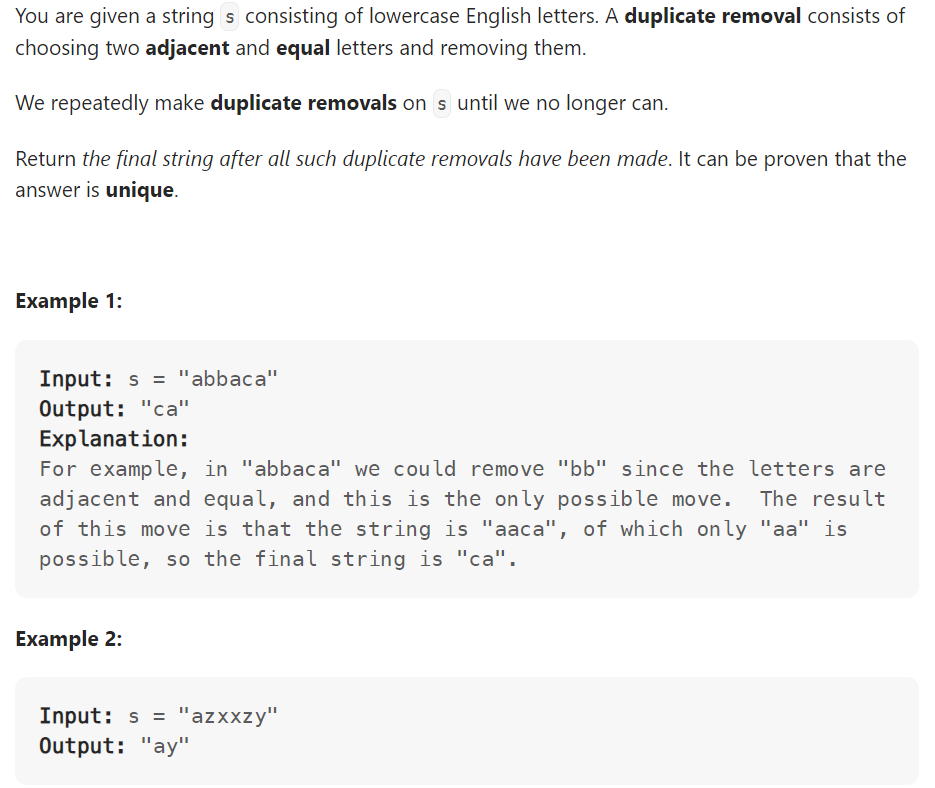 You are given a string s consisting of lowercase English letters. A duplicate removal consists of
choosing two adjacent and equal letters and removing them.
We repeatedly make duplicate removals on s until we no longer can.
Return the final string after all such duplicate removals have been made. It can be proven that the
answer is unique.
Example 1:
Input: s = "abbaca"
Output: "ca"
Explanation:
For example, in "abbaca" we could remove "bb" since the letters are
adjacent and equal, and this is the only possible move.  The result
of this move is that the string is "aaca", of which only "aa" is
possible, so the final string is "ca".
Example 2:
Input: s = "azxxzy"
Output: "ay"